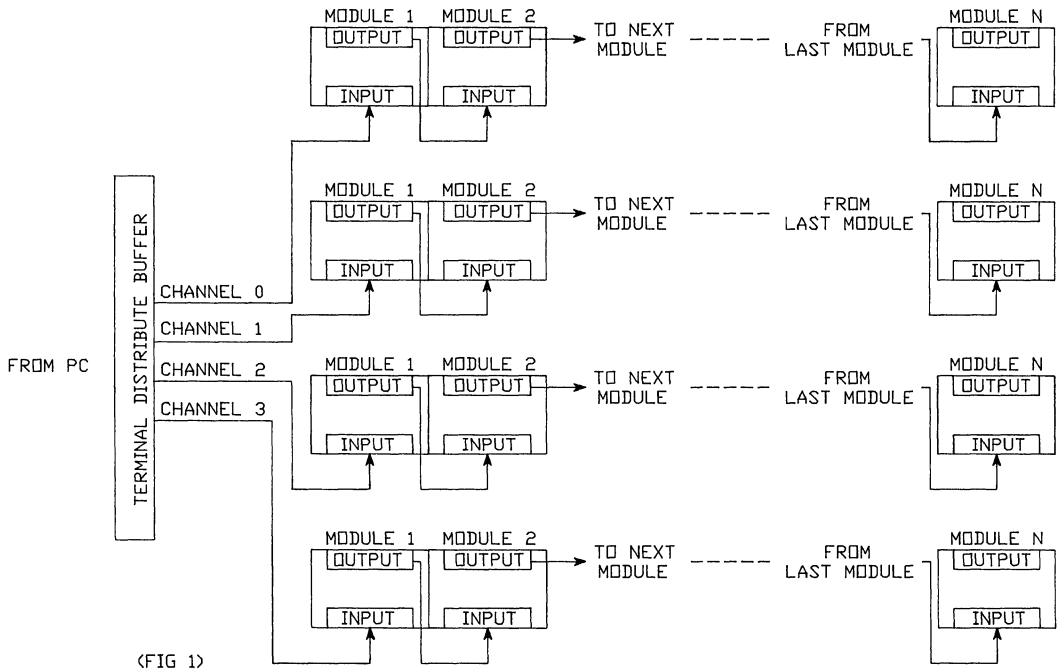 MODULE 1 MODULE 2 MODULE N
OUTPUT OUTPUT TO NEXT MODULE FROM LAST MODULE OUTPUT
INPUT INPUT INPUT
MODULE 1 MODULE 2 MODULE N
OUTPUT OUTPUT TO NEXT MODULE FROM LAST MODULE OUTPUT
INPUT INPUT INPUT
FROM PC
TERMINAL DISTRIBUTE BUFFER
CHANNEL 0
CHANNEL 1
CHANNEL 2
CHANNEL 3
MODULE 1 MODULE 2 MODULE N
OUTPUT OUTPUT TO NEXT MODULE FROM LAST MODULE OUTPUT
INPUT INPUT INPUT
MODULE 1 MODULE 2 MODULE N
OUTPUT OUTPUT TO NEXT MODULE FROM LAST MODULE OUTPUT
INPUT INPUT INPUT
(FIG 1)